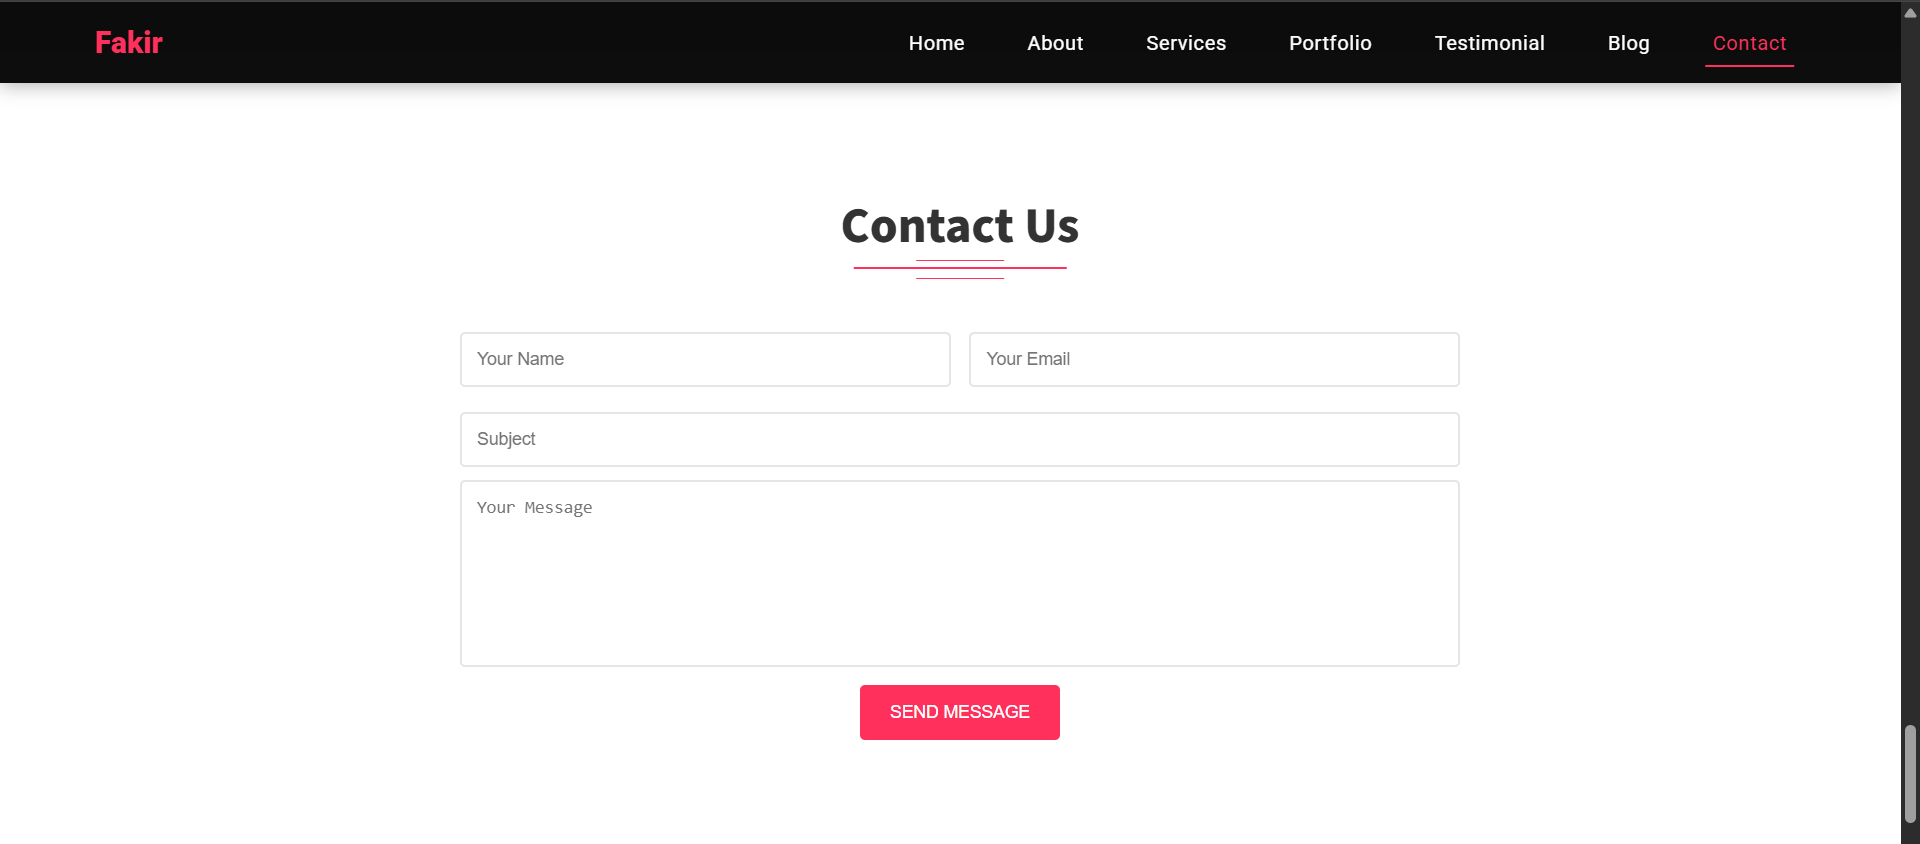 Fakir Home About Services Portfolio Testimonial Blog Contact
Contact Us
Your Name Your Email
Subject
Your Message
SEND MESSAGE